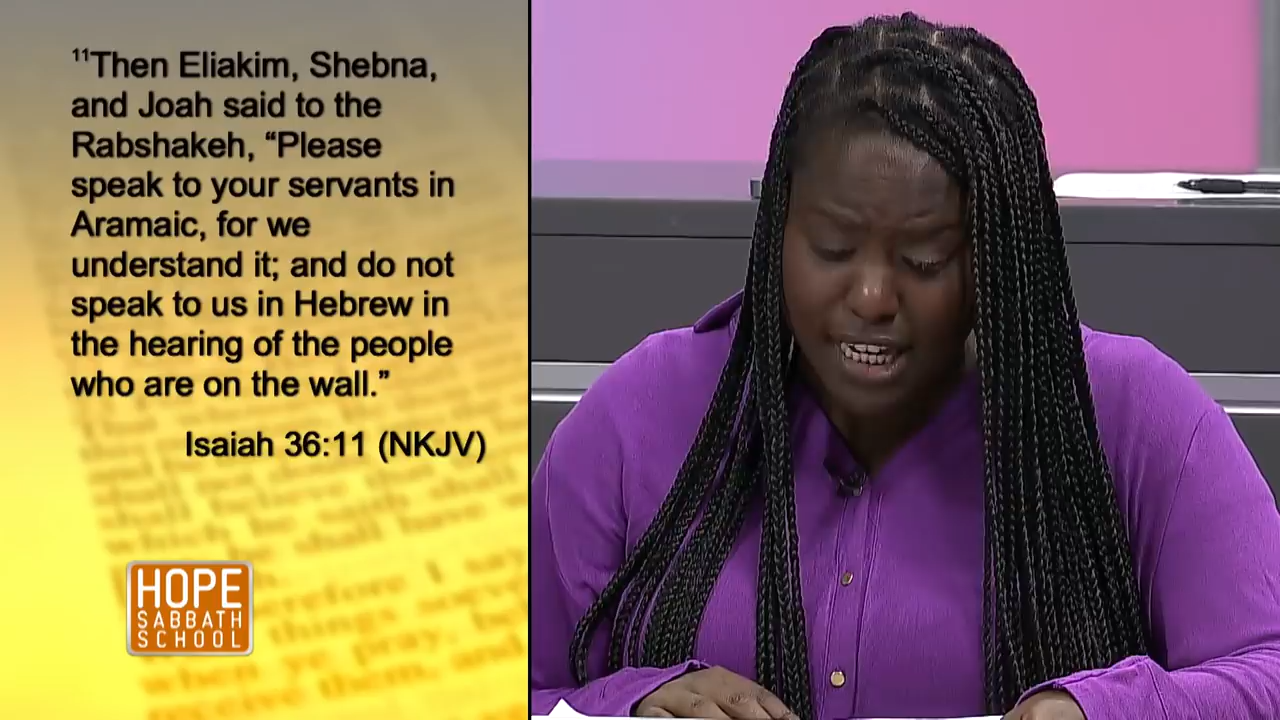 ¹¹Then Eliakim, Shebna,
and Joah said to the
Rabshakeh, “Please
speak to your servants in
Aramaic, for we
understand it; and do not
speak to us in Hebrew in
the hearing of the people
who are on the wall.”
Isaiah 36:11 (NKJV)
HOPE
SABBATH
SCHOOL